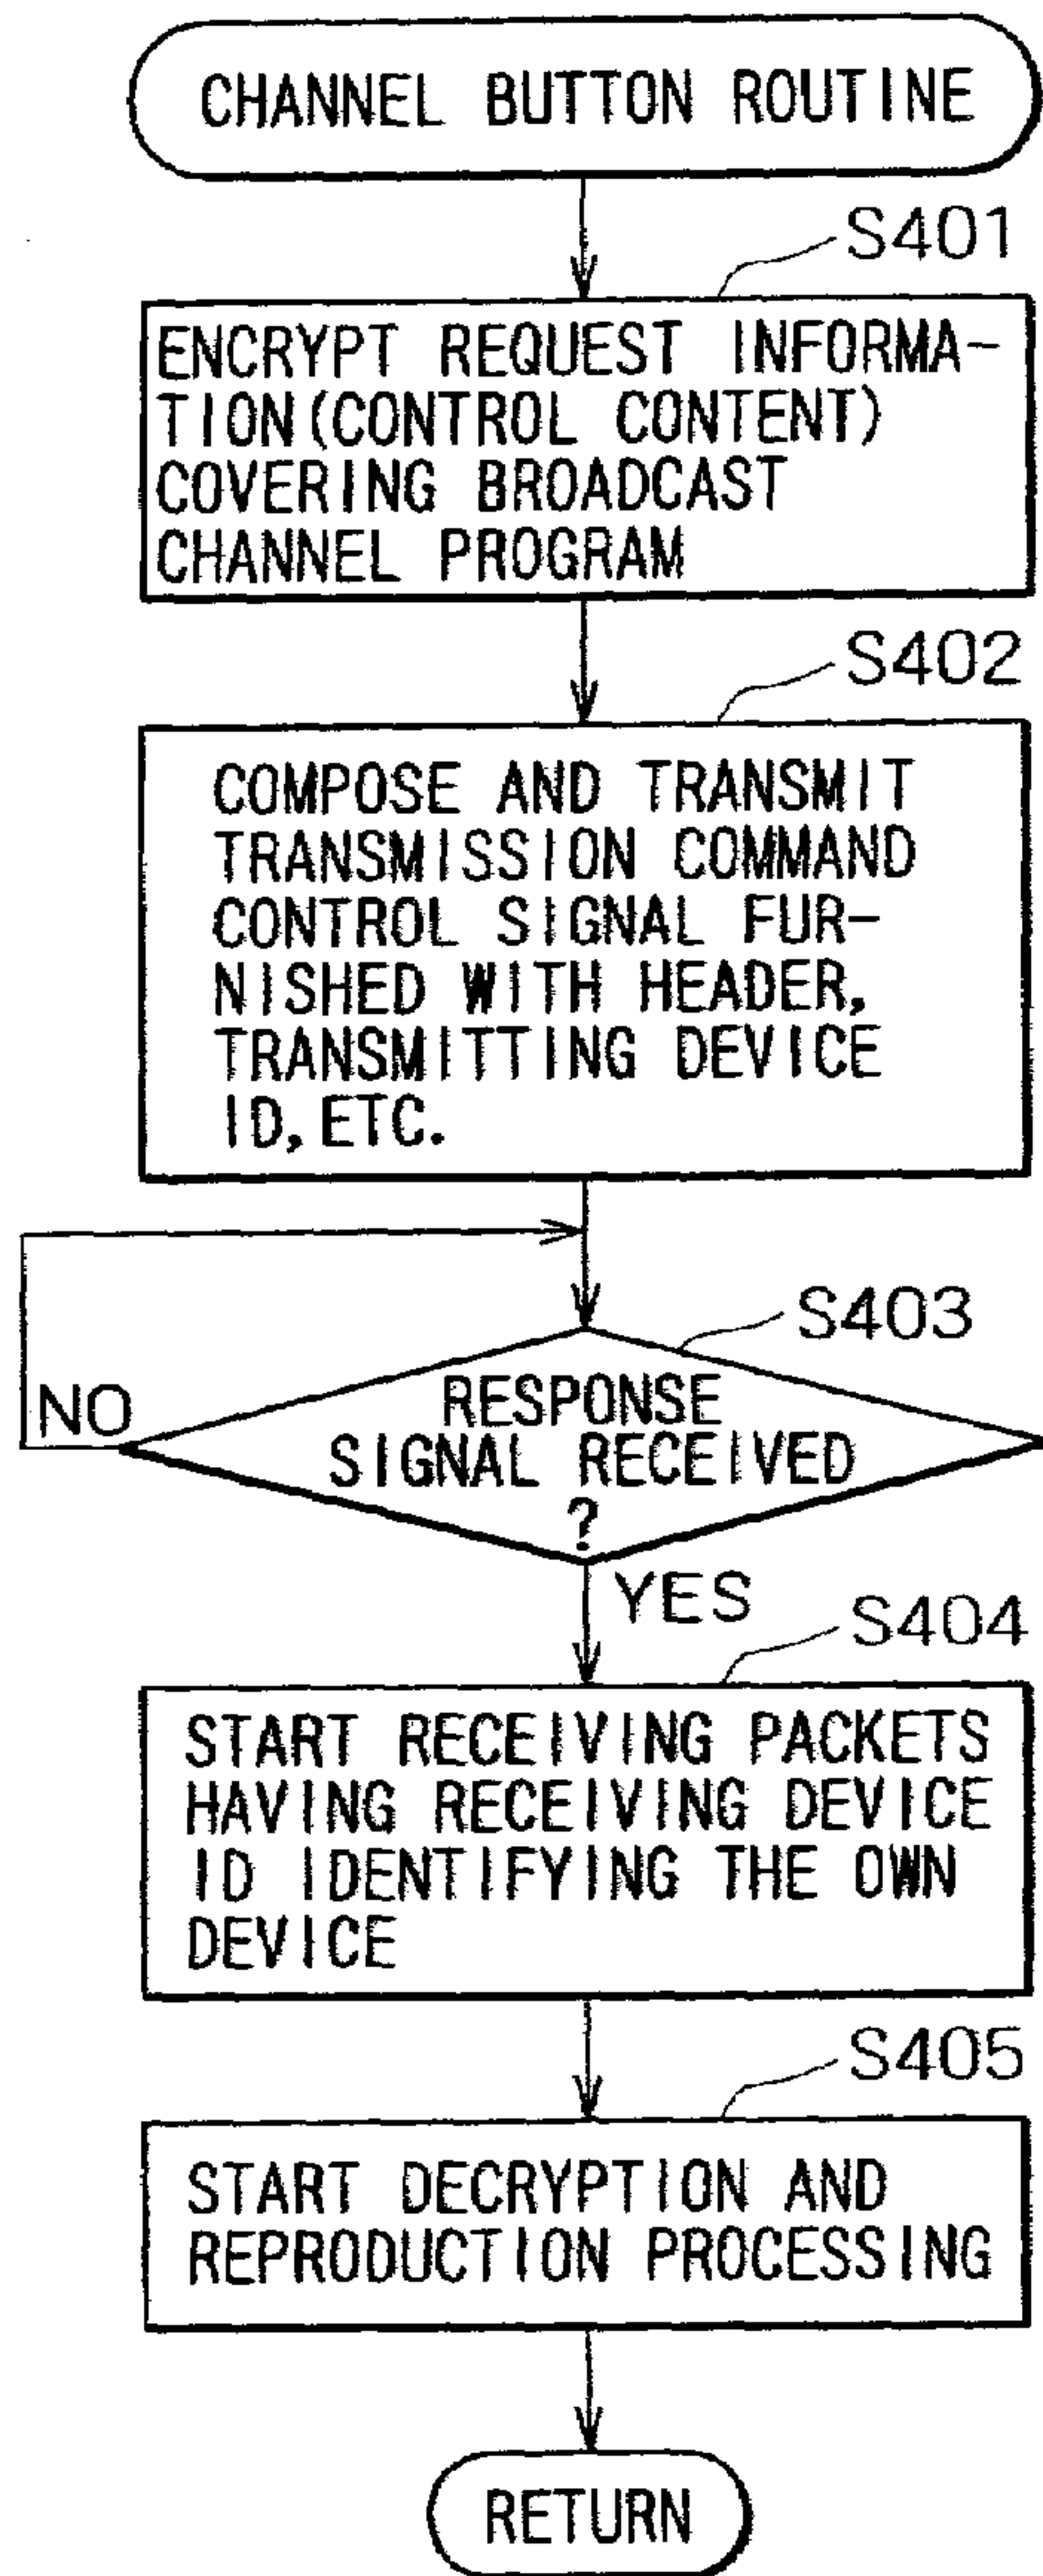 CHANNEL BUTTON ROUTINE
S401
ENCRYPT REQUEST INFORMA-
TION(CONTROL CONTENT)
COVERING BROADCAST
CHANNEL PROGRAM
S402
COMPOSE AND TRANSMIT
TRANSMISSION COMMAND
CONTROL SIGNAL FUR-
NISHED WITH HEADER,
TRANSMITTING DEVICE
ID, ETC.
S403
NO
RESPONSE
SIGNAL RECEIVED
?
YES
S404
START RECEIVING PACKETS
HAVING RECEIVING DEVICE
ID IDENTIFYING THE OWN
DEVICE
S405
START DECRYPTION AND
REPRODUCTION PROCESSING
RETURN